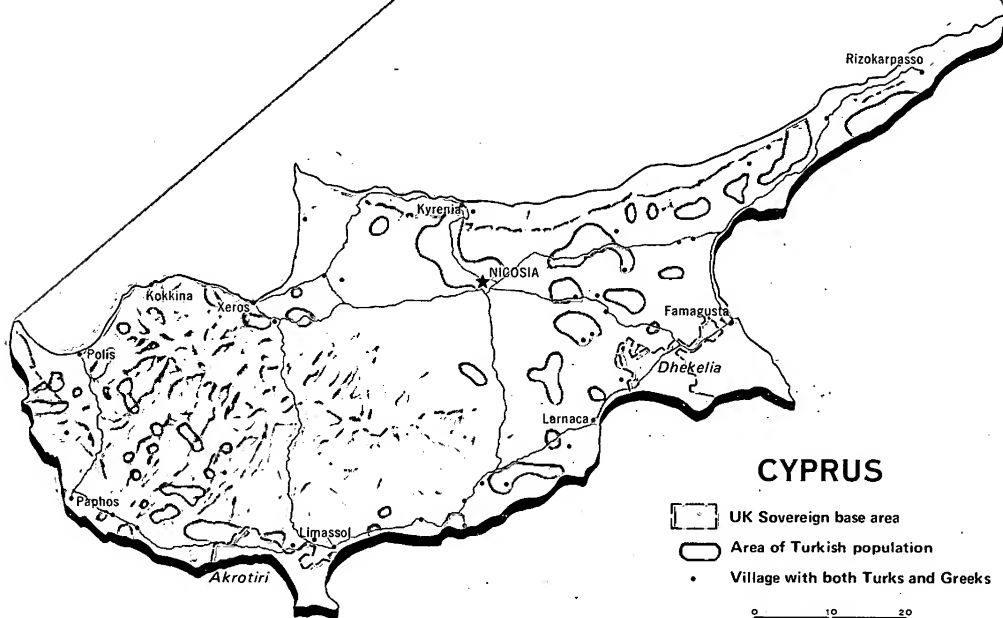 Rizokarpasso
Kyrenia
NICOSIA
Kokkina
Xeros
Famagusta
Polis
Dhekelia
Larnaca
Paphos
Limassol
Akrotiri
CYPRUS
UK Sovereign base area
Area of Turkish population
Village with both Turks and Greeks
0 10 20